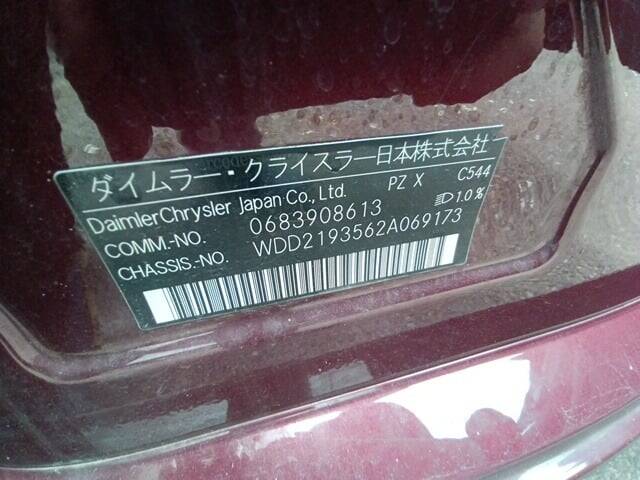 ダイムラー・クライスラー日本株式会社
DaimlerChrysler Japan Co., Ltd. PZ X C544
COMM.-NO. 0683908613 1.0%
CHASSIS.-NO. WDD2193562A069173